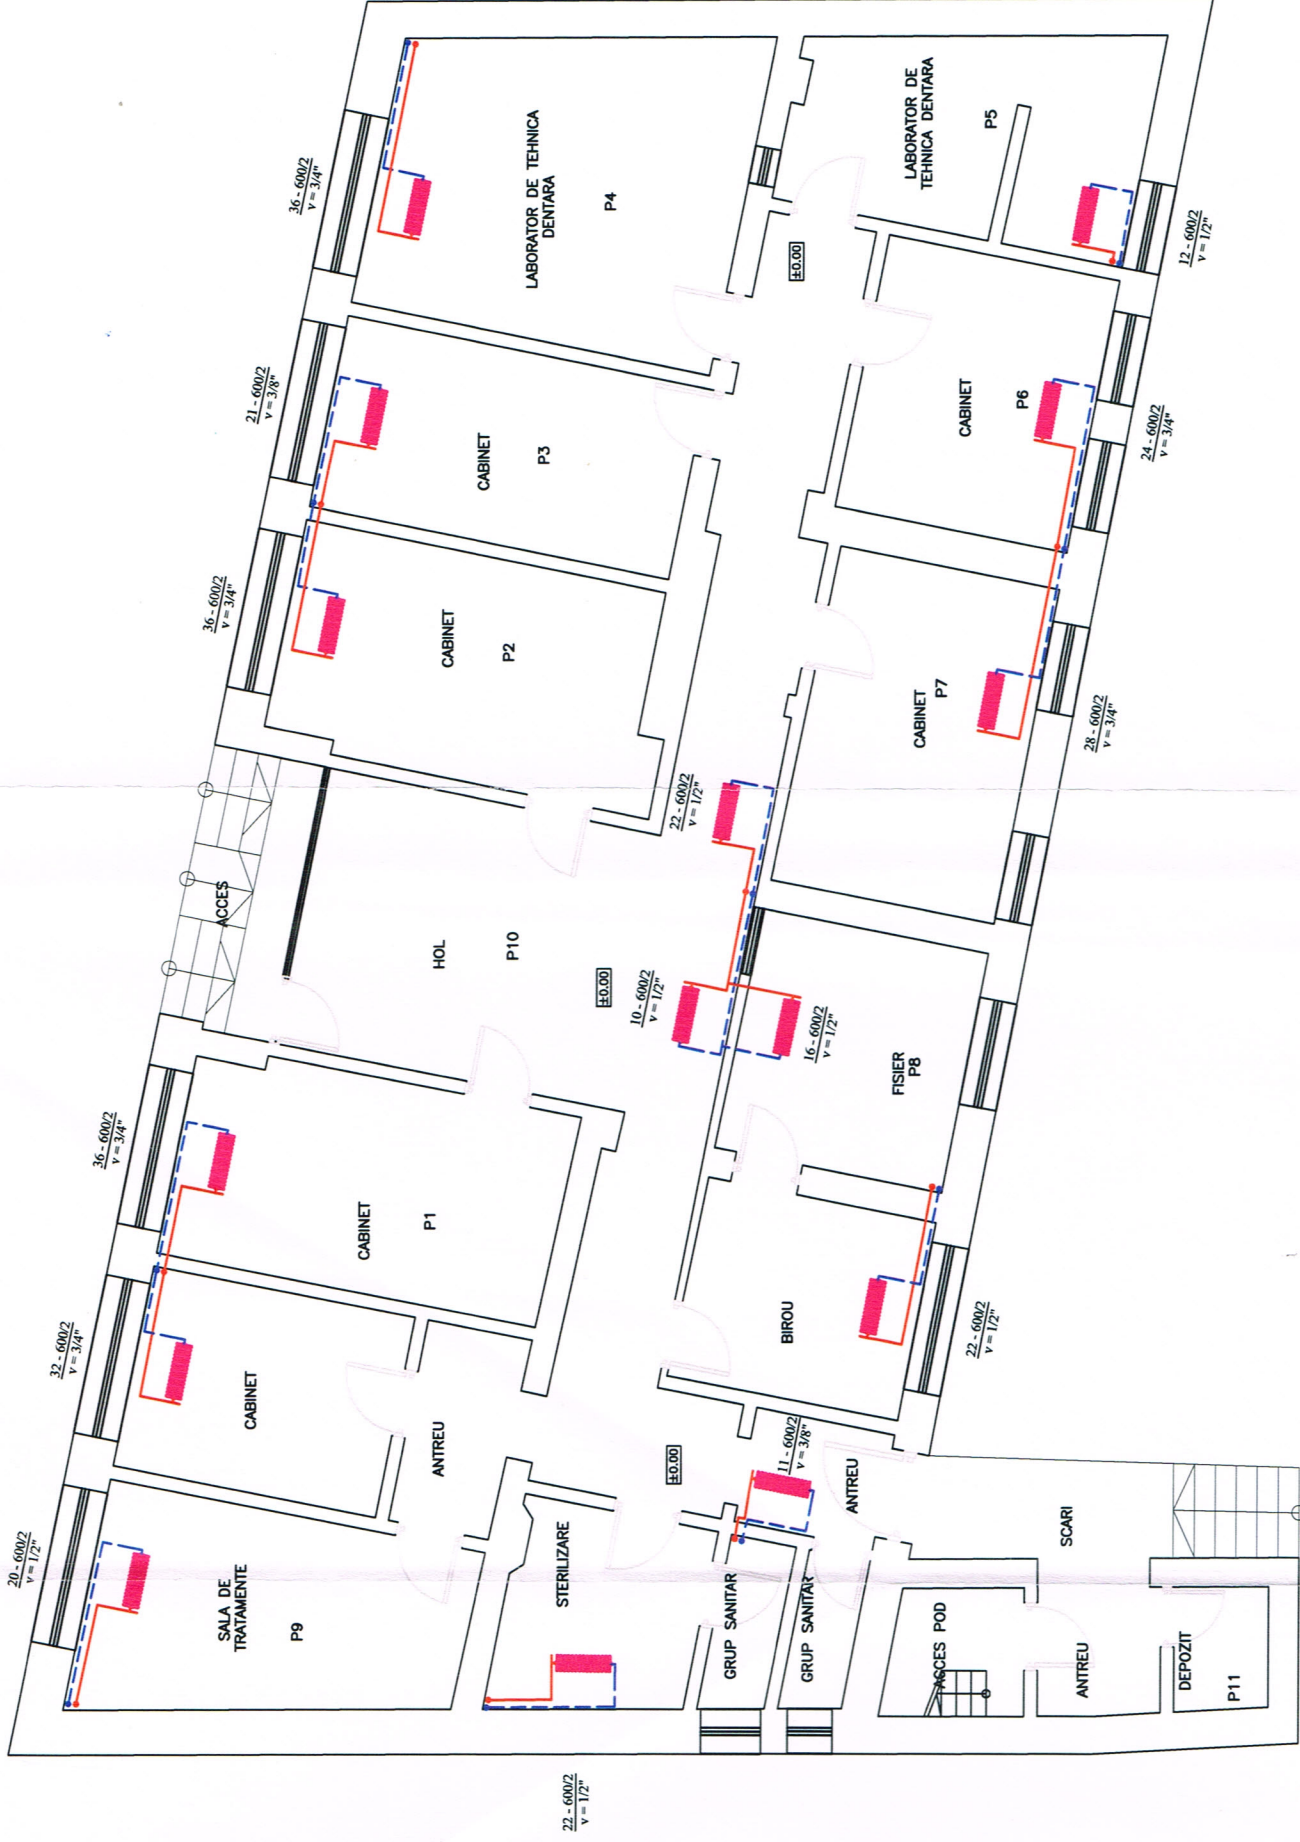 20 - 600/2
v = 1/2"
32 - 600/2
v = 3/4"
36 - 600/2
v = 3/4"
36 - 600/2
v = 3/4"
21 - 600/2
v = 3/8"
36 - 600/2
v = 3/4"
SALA DE
TRATAMENTE
P9
CABINET
ANTREU
CABINET
P1
ACCES
HOL
P10
±0.00
CABINET
P2
CABINET
P3
LABORATOR DE TEHNICA
DENTARA
P4
±0.00
LABORATOR DE
TEHNICA DENTARA
P5
12 - 600/2
v = 1/2"
CABINET
P6
24 - 600/2
v = 3/4"
CABINET
P7
28 - 600/2
v = 3/4"
22 - 600/2
v = 1/2"
10 - 600/2
v = 1/2"
16 - 600/2
v = 1/2"
FISIER
P8
BIROU
22 - 600/2
v = 1/2"
±0.00
11 - 600/2
v = 3/8"
ANTREU
STERILIZARE
22 - 600/2
v = 1/2"
GRUP SANITAR
GRUP SANITAR
SCARI
ACCES POD
ANTREU
DEPOZIT
P11